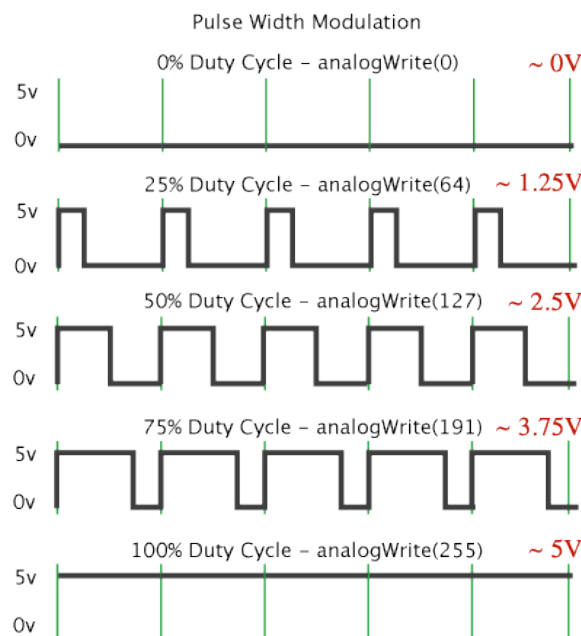 Pulse Width Modulation
0% Duty Cycle – analogWrite(0) ~ 0V
5v
0v
25% Duty Cycle – analogWrite(64) ~ 1.25V
5v
0v
50% Duty Cycle – analogWrite(127) ~ 2.5V
5v
0v
75% Duty Cycle – analogWrite(191) ~ 3.75V
5v
0v
100% Duty Cycle – analogWrite(255) ~ 5V
5v
0v